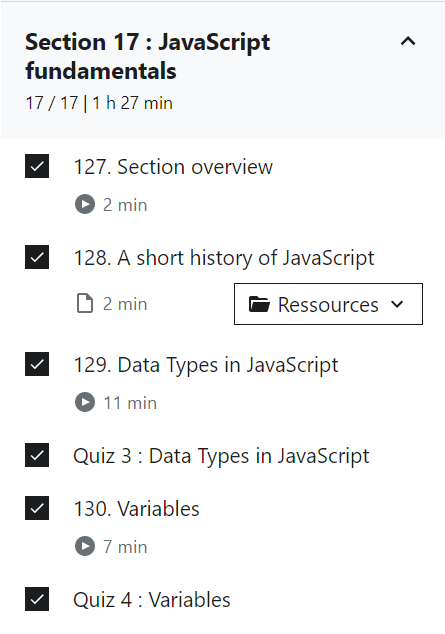 Section 17 : JavaScript
fundamentals
17 / 17 | 1 h 27 min
127. Section overview
2 min
128. A short history of JavaScript
2 min
Ressources
129. Data Types in JavaScript
11 min
Quiz 3 : Data Types in JavaScript
130. Variables
7 min
Quiz 4 : Variables